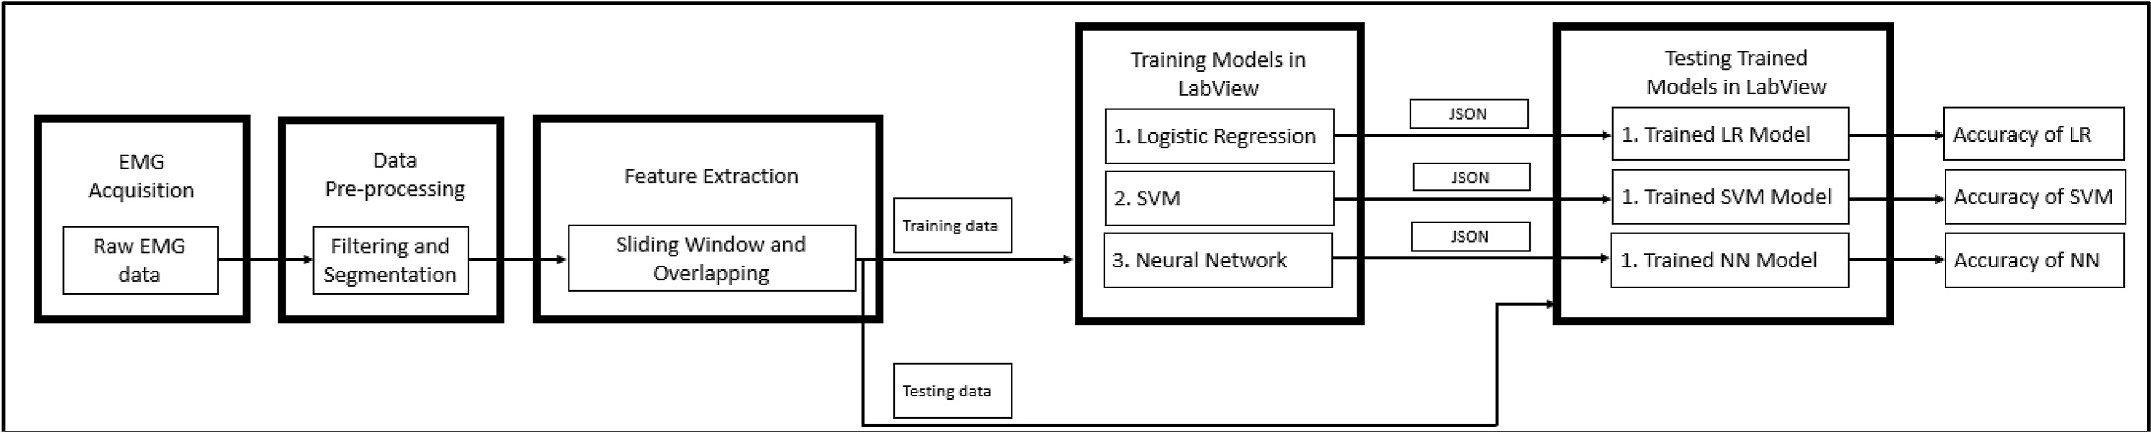 EMG
Acquisition
Raw EMG
data
Data
Pre-processing
Filtering and
Segmentation
Feature Extraction
Sliding Window and
Overlapping
Training data
Testing data
Training Models in
LabView
1. Logistic Regression
2. SVM
3. Neural Network
JSON
JSON
JSON
Testing Trained
Models in LabView
1. Trained LR Model
1. Trained SVM Model
1. Trained NN Model
Accuracy of LR
Accuracy of SVM
Accuracy of NN